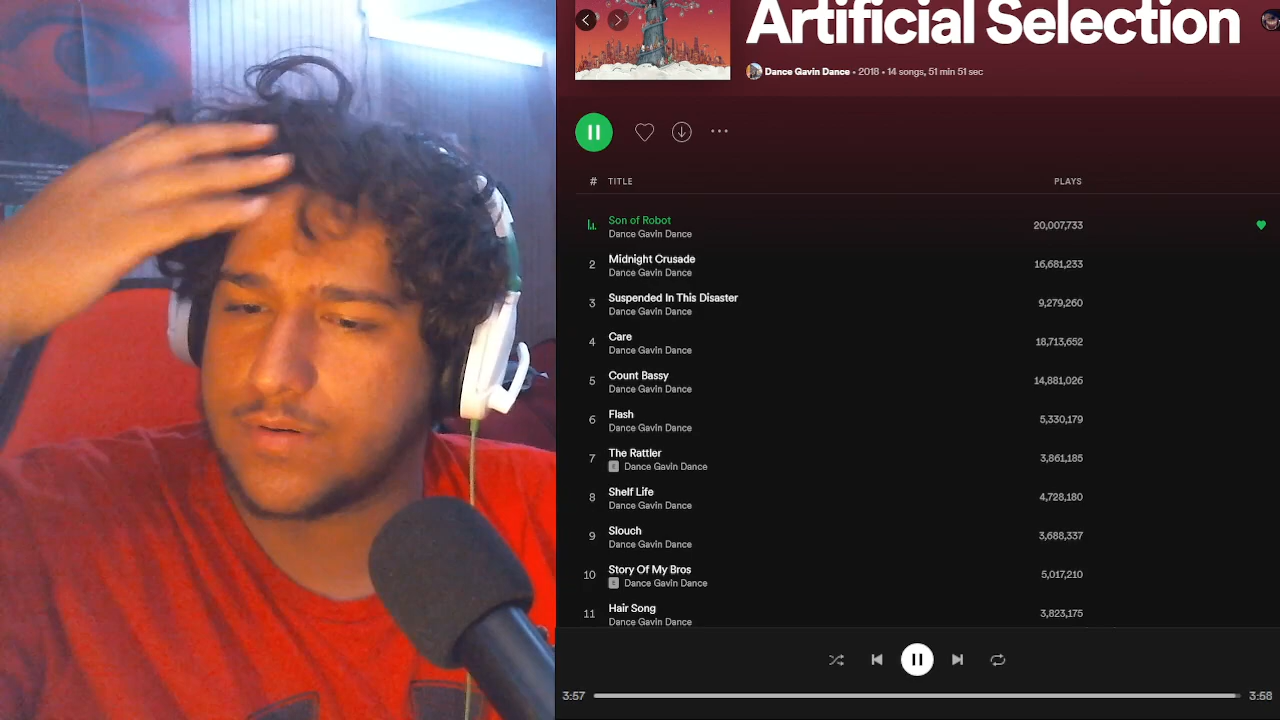 Artificial Selection
Dance Gavin Dance • 2018 • 14 songs, 51 min 51 sec
# TITLE PLAYS
Son of Robot 20,007,733
Dance Gavin Dance
2 Midnight Crusade 16,681,233
Dance Gavin Dance
3 Suspended In This Disaster 9,279,260
Dance Gavin Dance
4 Care 18,713,652
Dance Gavin Dance
5 Count Bassy 14,881,026
Dance Gavin Dance
6 Flash 5,330,179
Dance Gavin Dance
7 The Rattler 3,861,185
E Dance Gavin Dance
8 Shelf Life 4,728,180
Dance Gavin Dance
9 Slouch 3,688,337
Dance Gavin Dance
10 Story Of My Bros 5,017,210
E Dance Gavin Dance
11 Hair Song 3,823,175
Dance Gavin Dance
3:57 3:58